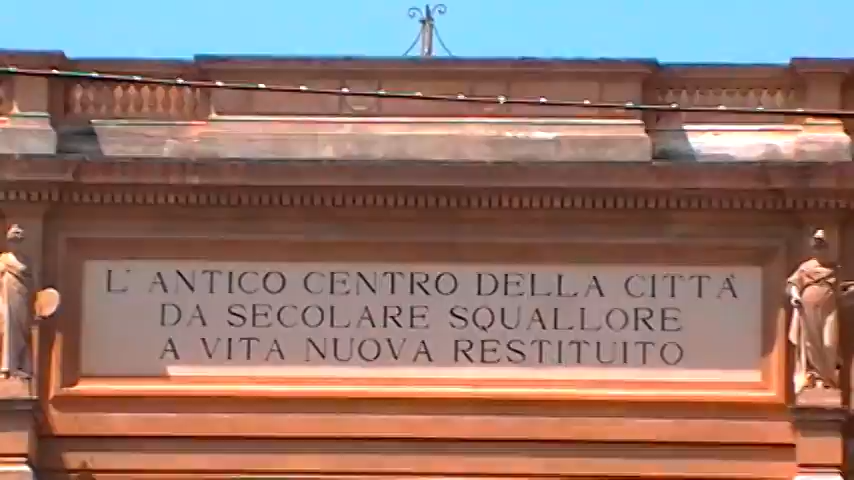 L' ANTICO CENTRO DELLA CITTÀ
DA SECOLARE SQUALLORE
A VITA NUOVA RESTITUITO